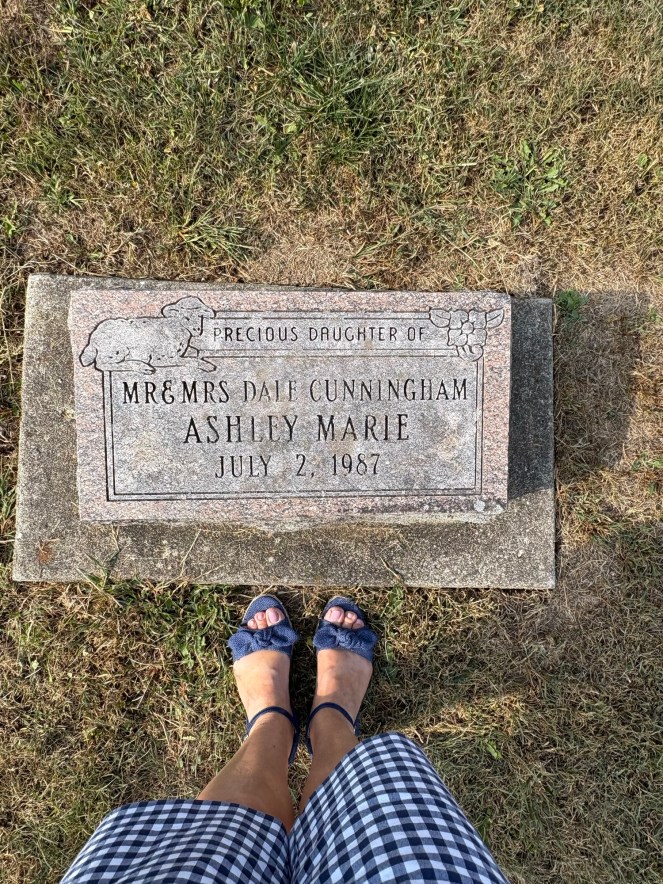 PRECIOUS DAUGHTER OF
MR&MRS DALE CUNNINGHAM
ASHLEY MARIE
JULY 2, 1987